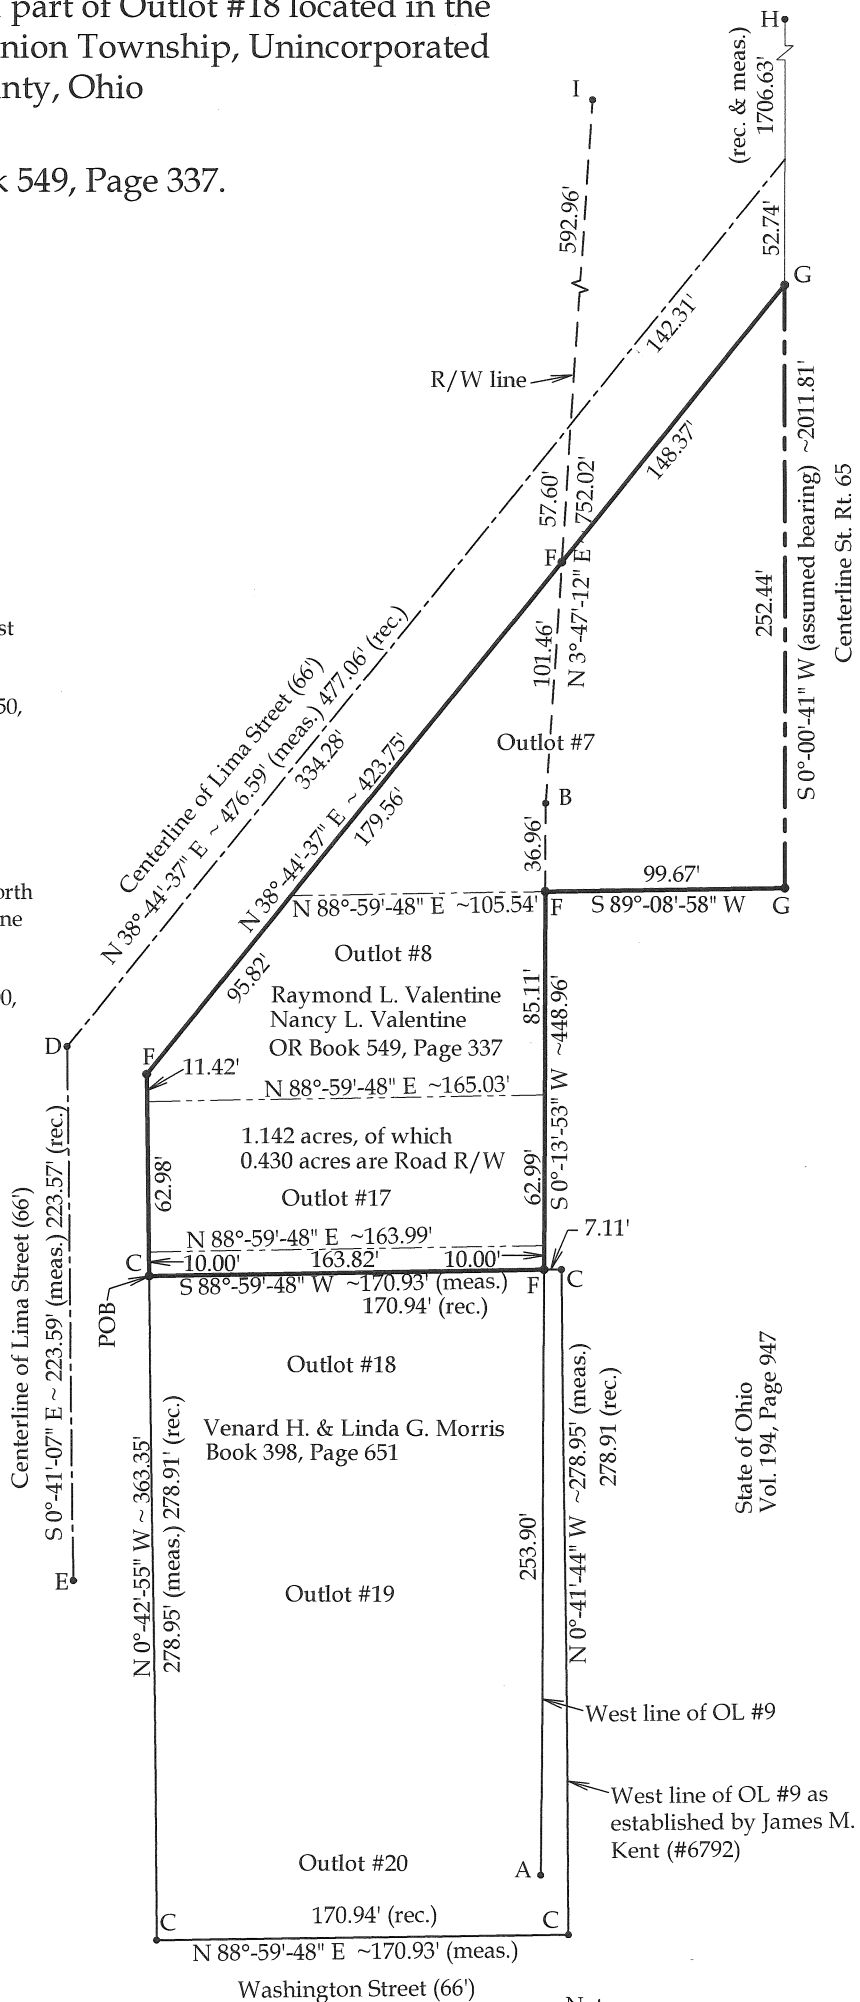 part of Outlot #18 located in the
nion Township, Unincorporated
nty, Ohio
k 549, Page 337.
H
(rec. & meas.)
1706.63'
I
592.96'
52.74'
G
142.31'
R/W line
148.37'
57.60'
N 3°-47'-12" E ~ 752.02'
F
101.46'
252.44'
S 0°-00'-41" W (assumed bearing) ~2011.81'
Centerline St. Rt. 65
st
50,
Centerline of Lima Street (66')
N 38°-44'-37" E ~ 476.59' (meas.) 477.06' (rec.)
334.28'
N 38°-44'-37" E ~ 423.75'
179.56'
Outlot #7
B
36.96'
99.67'
N 88°-59'-48" E ~105.54'
F
S 89°-08'-58" W
G
orth
ne
0,
95.82'
Outlot #8
Raymond L. Valentine
Nancy L. Valentine
OR Book 549, Page 337
85.11'
S 0°-13'-53" W ~448.96'
D
F
11.42'
N 88°-59'-48" E ~165.03'
1.142 acres, of which
0.430 acres are Road R/W
62.98'
62.99'
Outlot #17
N 88°-59'-48" E ~163.99'
7.11'
C
10.00'
163.82'
10.00'
S 88°-59'-48" W ~170.93' (meas.)
F
C
170.94' (rec.)
POB
Centerline of Lima Street (66')
S 0°-41'-07" E ~ 223.59' (meas.) 223.57' (rec.)
E
Outlot #18
Venard H. & Linda G. Morris
Book 398, Page 651
N 0°-42'-55" W ~ 363.35'
278.95' (meas.) 278.91' (rec.)
253.90'
N 0°-41'-44" W ~278.95' (meas.)
278.91 (rec.)
State of Ohio
Vol. 194, Page 947
Outlot #19
West line of OL #9
West line of OL #9 as
established by James M.
Kent (#6792)
Outlot #20
A
C
170.94' (rec.)
C
N 88°-59'-48" E ~170.93' (meas.)
Washington Street (66')